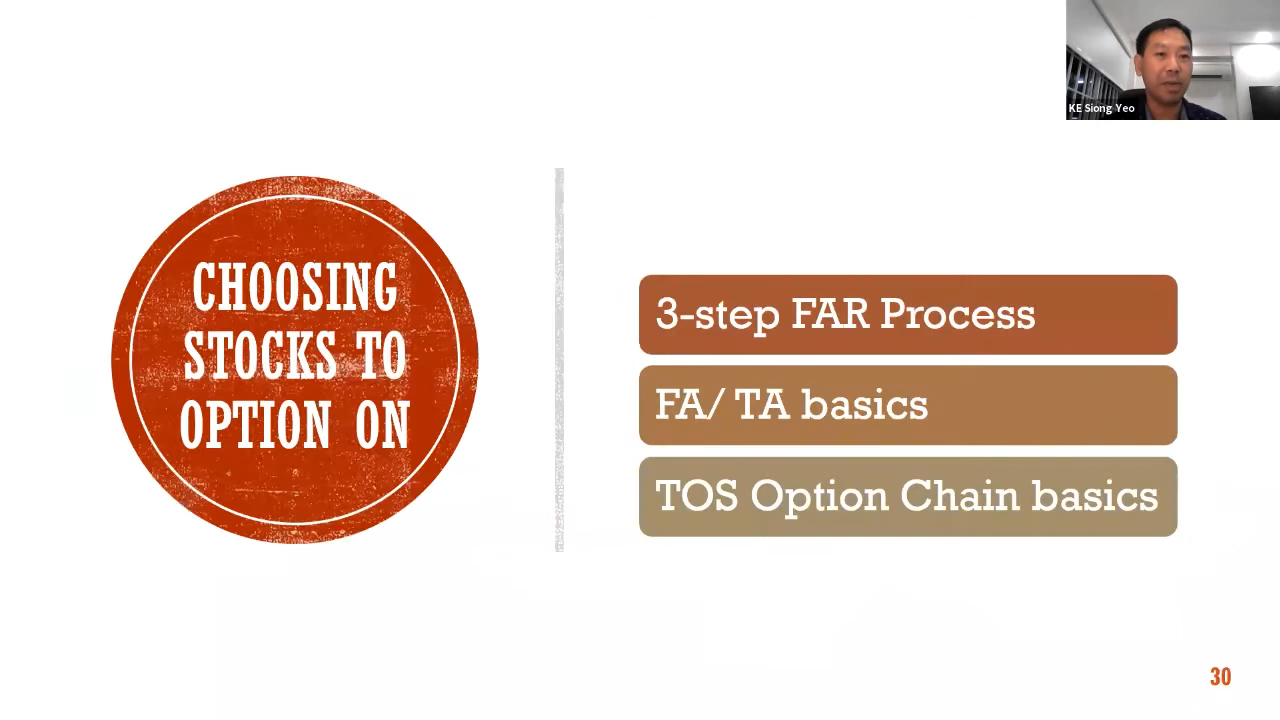 KE Siong Yeo
CHOOSING
STOCKS TO
OPTION ON
3-step FAR Process
FA/ TA basics
TOS Option Chain basics
30